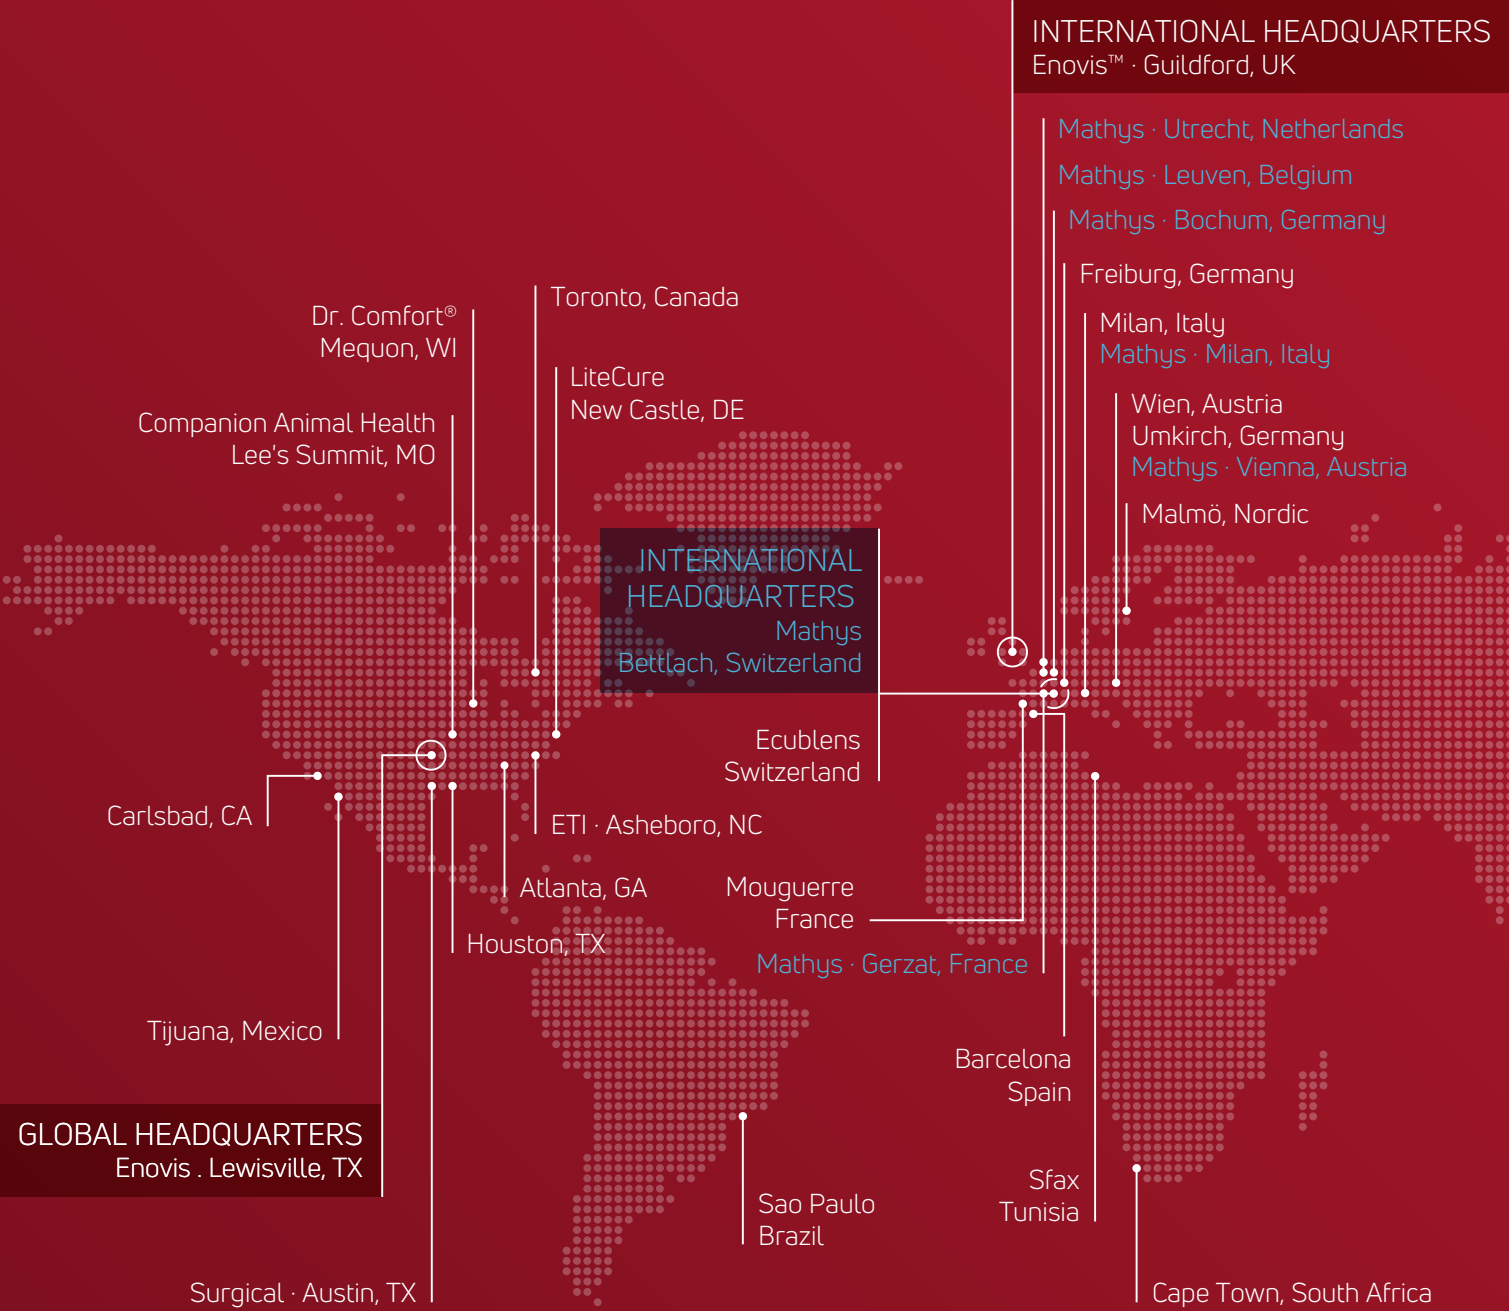 INTERNATIONAL HEADQUARTERS
Enovis™ · Guildford, UK
Mathys · Utrecht, Netherlands
Mathys · Leuven, Belgium
Mathys · Bochum, Germany
Freiburg, Germany
Milan, Italy
Mathys · Milan, Italy
Wien, Austria
Umkirch, Germany
Mathys · Vienna, Austria
Malmö, Nordic
Toronto, Canada
Dr. Comfort®
Mequon, WI
LiteCure
New Castle, DE
Companion Animal Health
Lee's Summit, MO
INTERNATIONAL
HEADQUARTERS
Mathys
Bettlach, Switzerland
Ecublens
Switzerland
Carlsbad, CA
ETI · Asheboro, NC
Atlanta, GA
Mouguerre
France
Houston, TX
Mathys · Gerzat, France
Tijuana, Mexico
Barcelona
Spain
GLOBAL HEADQUARTERS
Enovis . Lewisville, TX
Sao Paulo
Brazil
Sfax
Tunisia
Surgical · Austin, TX
Cape Town, South Africa